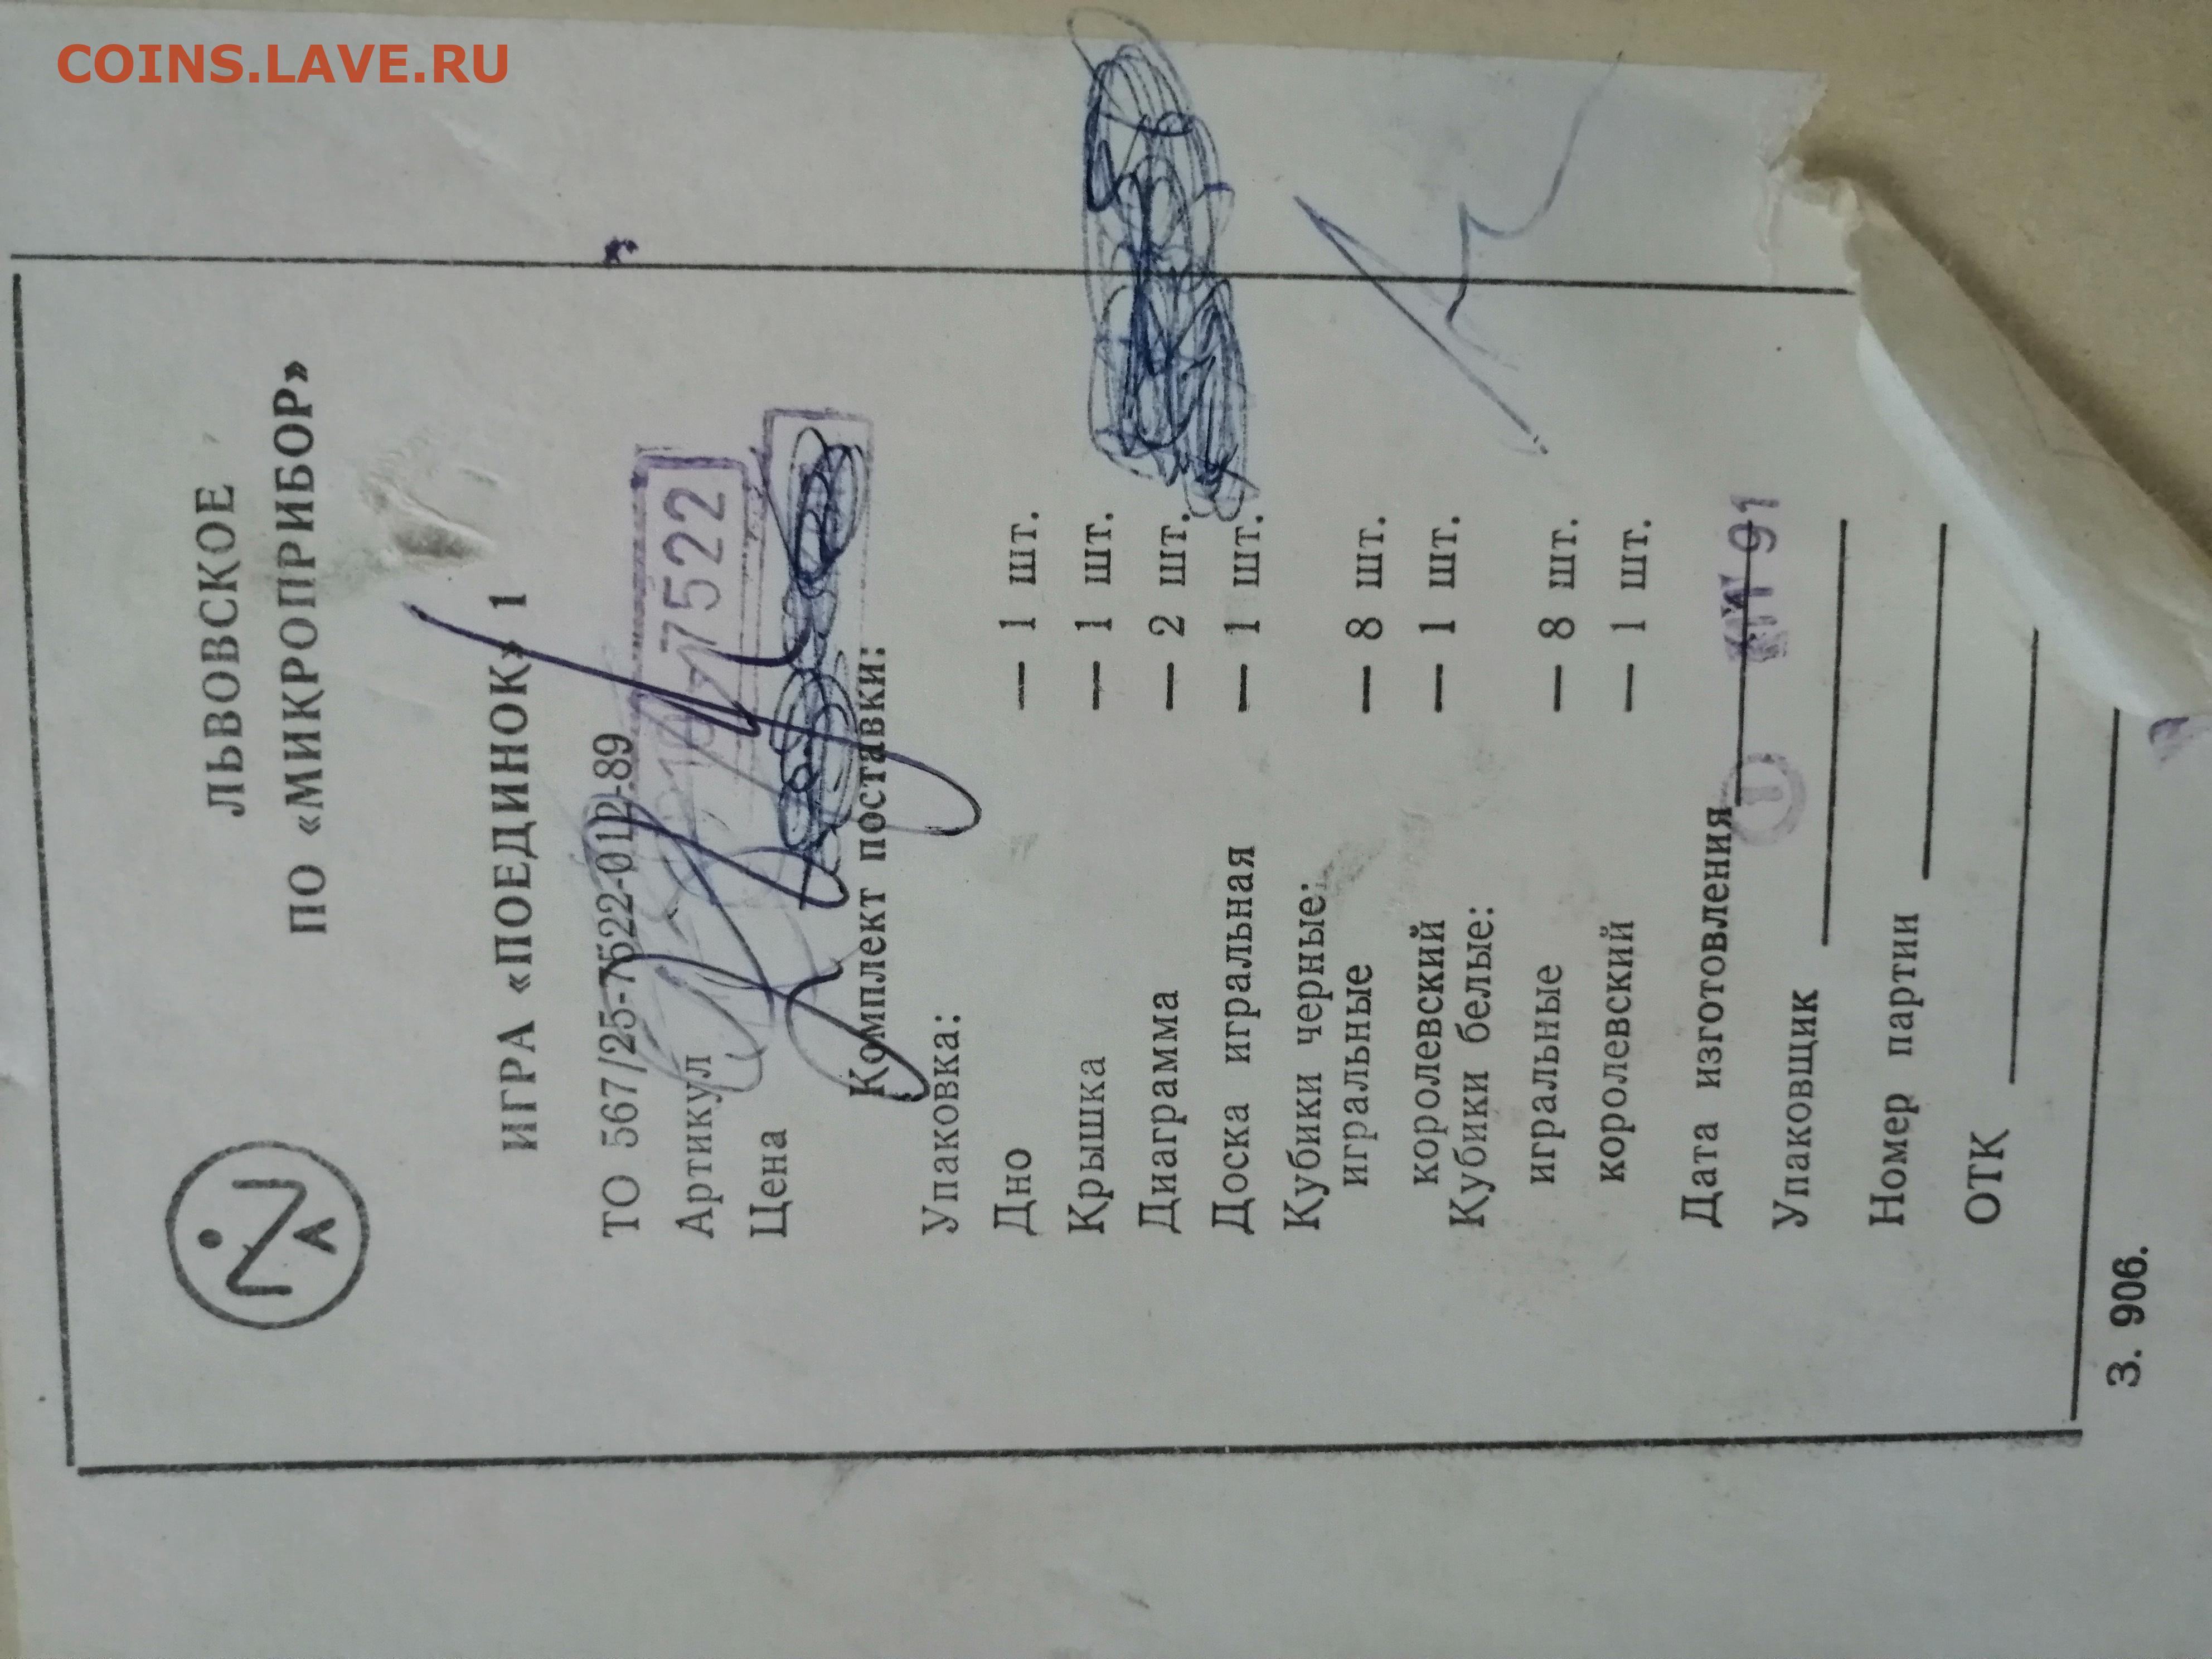 COINS.LAVE.RU
ЛЬВОВСКОЕ
ПО «МИКРОПРИБОР»
ИГРА «ПОЕДИНОК» 1
ТО 567/25-7522-012-89
Артикул 7522
Цена
Комплект поставки:
Упаковка:
Дно — 1 шт.
Крышка — 1 шт.
Диаграмма — 2 шт.
Доска игральная — 1 шт.
Кубики черные:
игральные — 8 шт.
королевский — 1 шт.
Кубики белые:
игральные — 8 шт.
королевский — 1 шт.
Дата изготовления 91
Упаковщик
Номер партии
ОТК
З. 906.